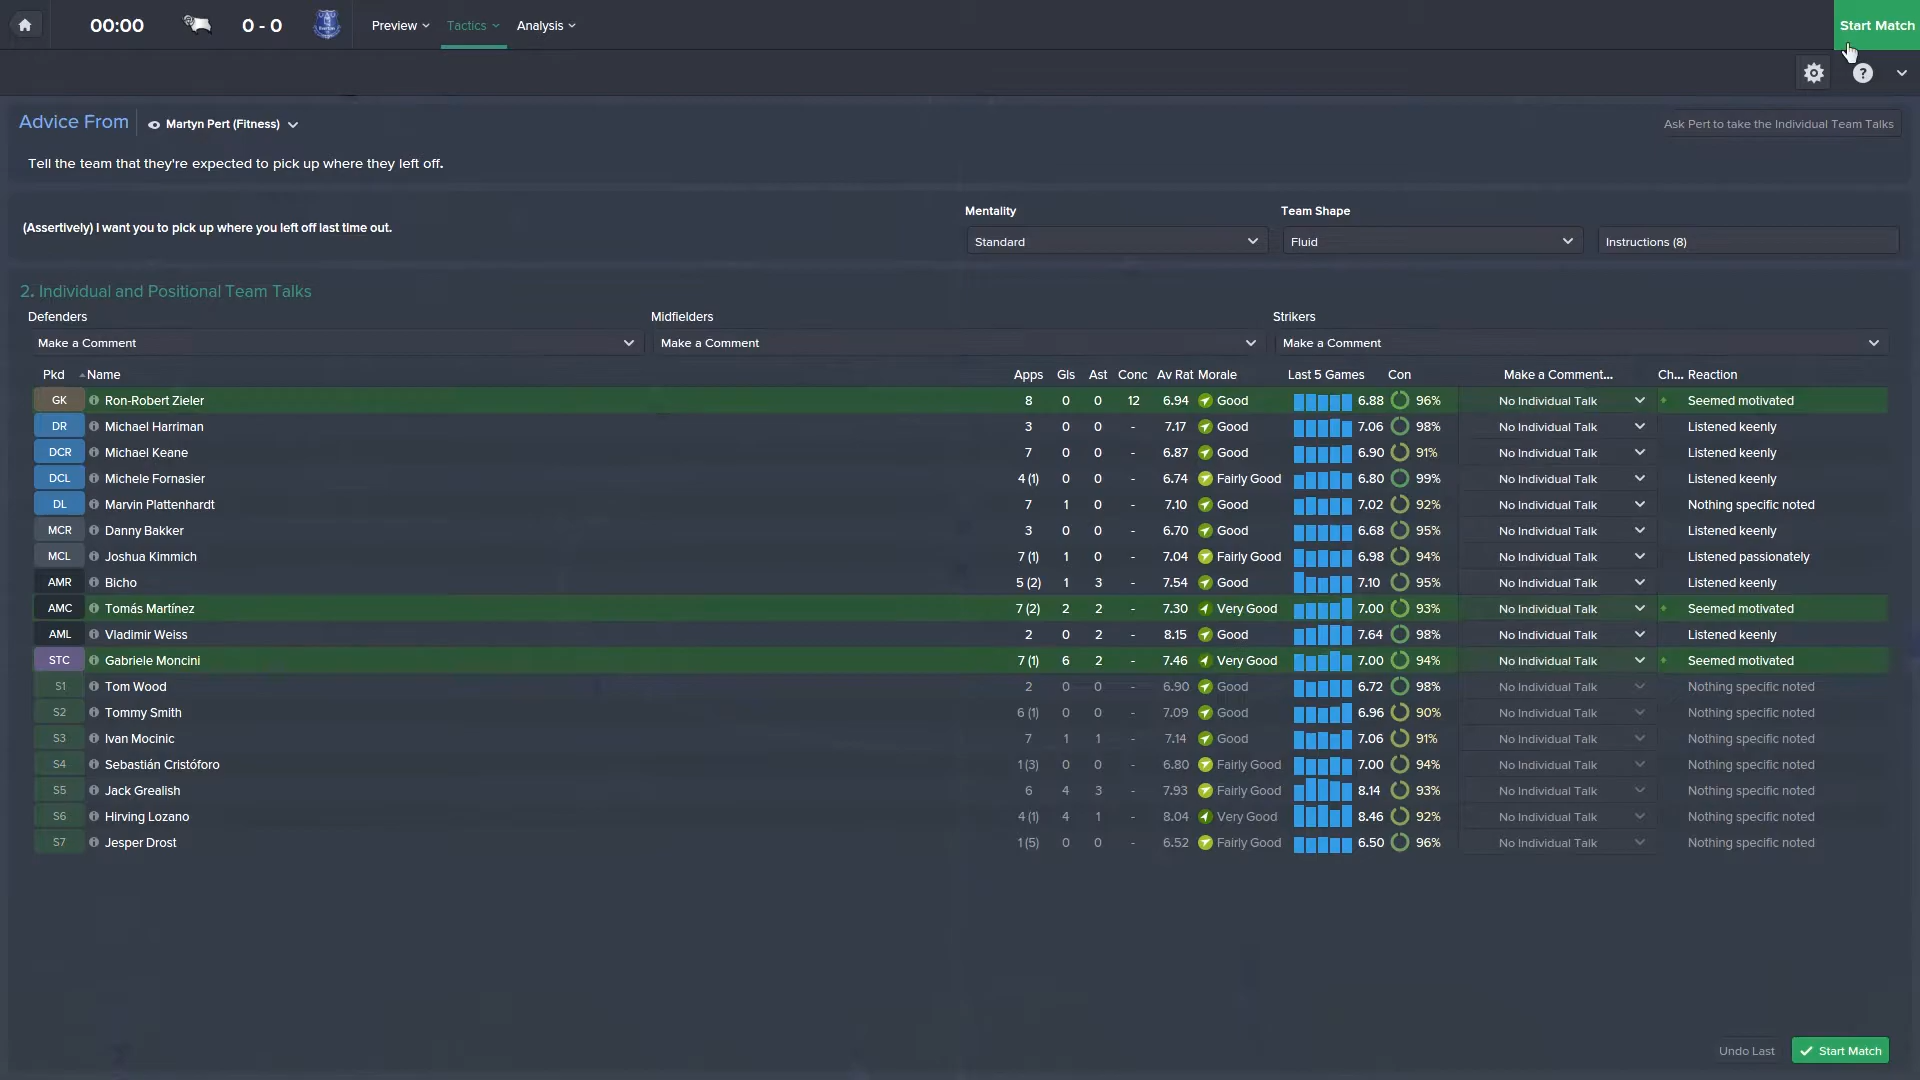 00:00 0 - 0 Preview Tactics Analysis Start Match
?
Advice From Martyn Pert (Fitness) Ask Pert to take the Individual Team Talks
Tell the team that they're expected to pick up where they left off.
Mentality Team Shape
(Assertively) I want you to pick up where you left off last time out.
Standard Fluid Instructions (8)
2. Individual and Positional Team Talks
Defenders Midfielders Strikers
Make a Comment Make a Comment Make a Comment
Pkd Name Apps Gls Ast Conc Av Rat Morale Last 5 Games Con Make a Comment... Ch... Reaction
GK Ron-Robert Zieler 8 0 0 12 6.94 Good 6.88 96% No Individual Talk Seemed motivated
DR Michael Harriman 3 0 0 - 7.17 Good 7.06 98% No Individual Talk Listened keenly
DCR Michael Keane 7 0 0 - 6.87 Good 6.90 91% No Individual Talk Listened keenly
DCL Michele Fornasier 4 (1) 0 0 - 6.74 Fairly Good 6.80 99% No Individual Talk Listened keenly
DL Marvin Plattenhardt 7 1 0 - 7.10 Good 7.02 92% No Individual Talk Nothing specific noted
MCR Danny Bakker 3 0 0 - 6.70 Good 6.68 95% No Individual Talk Listened keenly
MCL Joshua Kimmich 7 (1) 1 0 - 7.04 Fairly Good 6.98 94% No Individual Talk Listened passionately
AMR Bicho 5 (2) 1 3 - 7.54 Good 7.10 95% No Individual Talk Listened keenly
AMC Tomás Martínez 7 (2) 2 2 - 7.30 Very Good 7.00 93% No Individual Talk Seemed motivated
AML Vladimir Weiss 2 0 2 - 8.15 Good 7.64 98% No Individual Talk Listened keenly
STC Gabriele Moncini 7 (1) 6 2 - 7.46 Very Good 7.00 94% No Individual Talk Seemed motivated
S1 Tom Wood 2 0 0 - 6.90 Good 6.72 98% No Individual Talk Nothing specific noted
S2 Tommy Smith 6 (1) 0 0 - 7.09 Good 6.96 90% No Individual Talk Nothing specific noted
S3 Ivan Mocinic 7 1 1 - 7.14 Good 7.06 91% No Individual Talk Nothing specific noted
S4 Sebastián Cristóforo 1 (3) 0 0 - 6.80 Fairly Good 7.00 94% No Individual Talk Nothing specific noted
S5 Jack Grealish 6 4 3 - 7.93 Fairly Good 8.14 93% No Individual Talk Nothing specific noted
S6 Hirving Lozano 4 (1) 4 1 - 8.04 Very Good 8.46 92% No Individual Talk Nothing specific noted
S7 Jesper Drost 1 (5) 0 0 - 6.52 Fairly Good 6.50 96% No Individual Talk Nothing specific noted
Undo Last Start Match